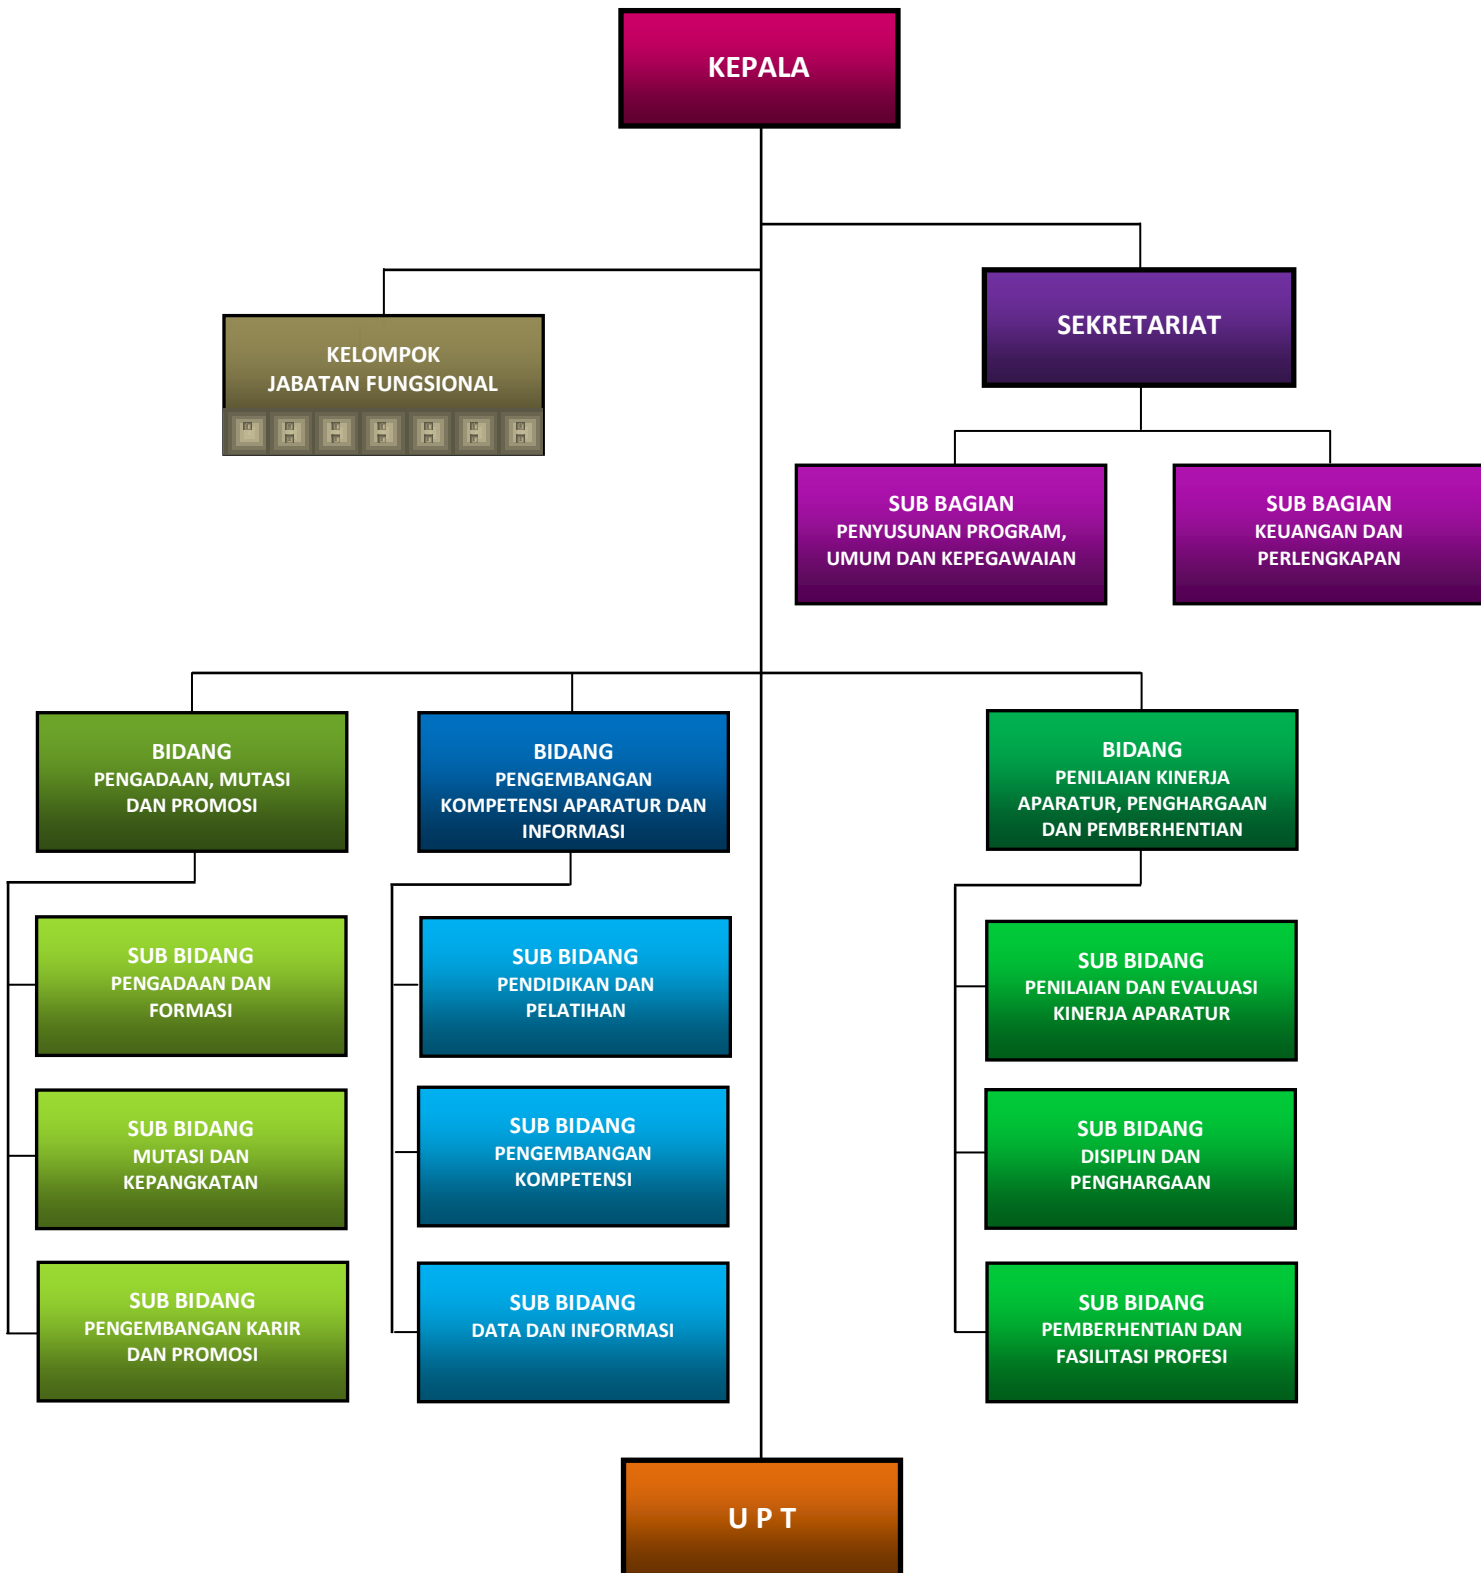 KEPALA
SEKRETARIAT
KELOMPOK
JABATAN FUNGSIONAL
SUB BAGIAN
PENYUSUNAN PROGRAM,
UMUM DAN KEPEGAWAIAN
SUB BAGIAN
KEUANGAN DAN
PERLENGKAPAN
BIDANG
PENGADAAN, MUTASI
DAN PROMOSI
BIDANG
PENGEMBANGAN
KOMPETENSI APARATUR DAN
INFORMASI
BIDANG
PENILAIAN KINERJA
APARATUR, PENGHARGAAN
DAN PEMBERHENTIAN
SUB BIDANG
PENGADAAN DAN
FORMASI
SUB BIDANG
PENDIDIKAN DAN
PELATIHAN
SUB BIDANG
PENILAIAN DAN EVALUASI
KINERJA APARATUR
SUB BIDANG
MUTASI DAN
KEPANGKATAN
SUB BIDANG
PENGEMBANGAN
KOMPETENSI
SUB BIDANG
DISIPLIN DAN
PENGHARGAAN
SUB BIDANG
PENGEMBANGAN KARIR
DAN PROMOSI
SUB BIDANG
DATA DAN INFORMASI
SUB BIDANG
PEMBERHENTIAN DAN
FASILITASI PROFESI
U P T